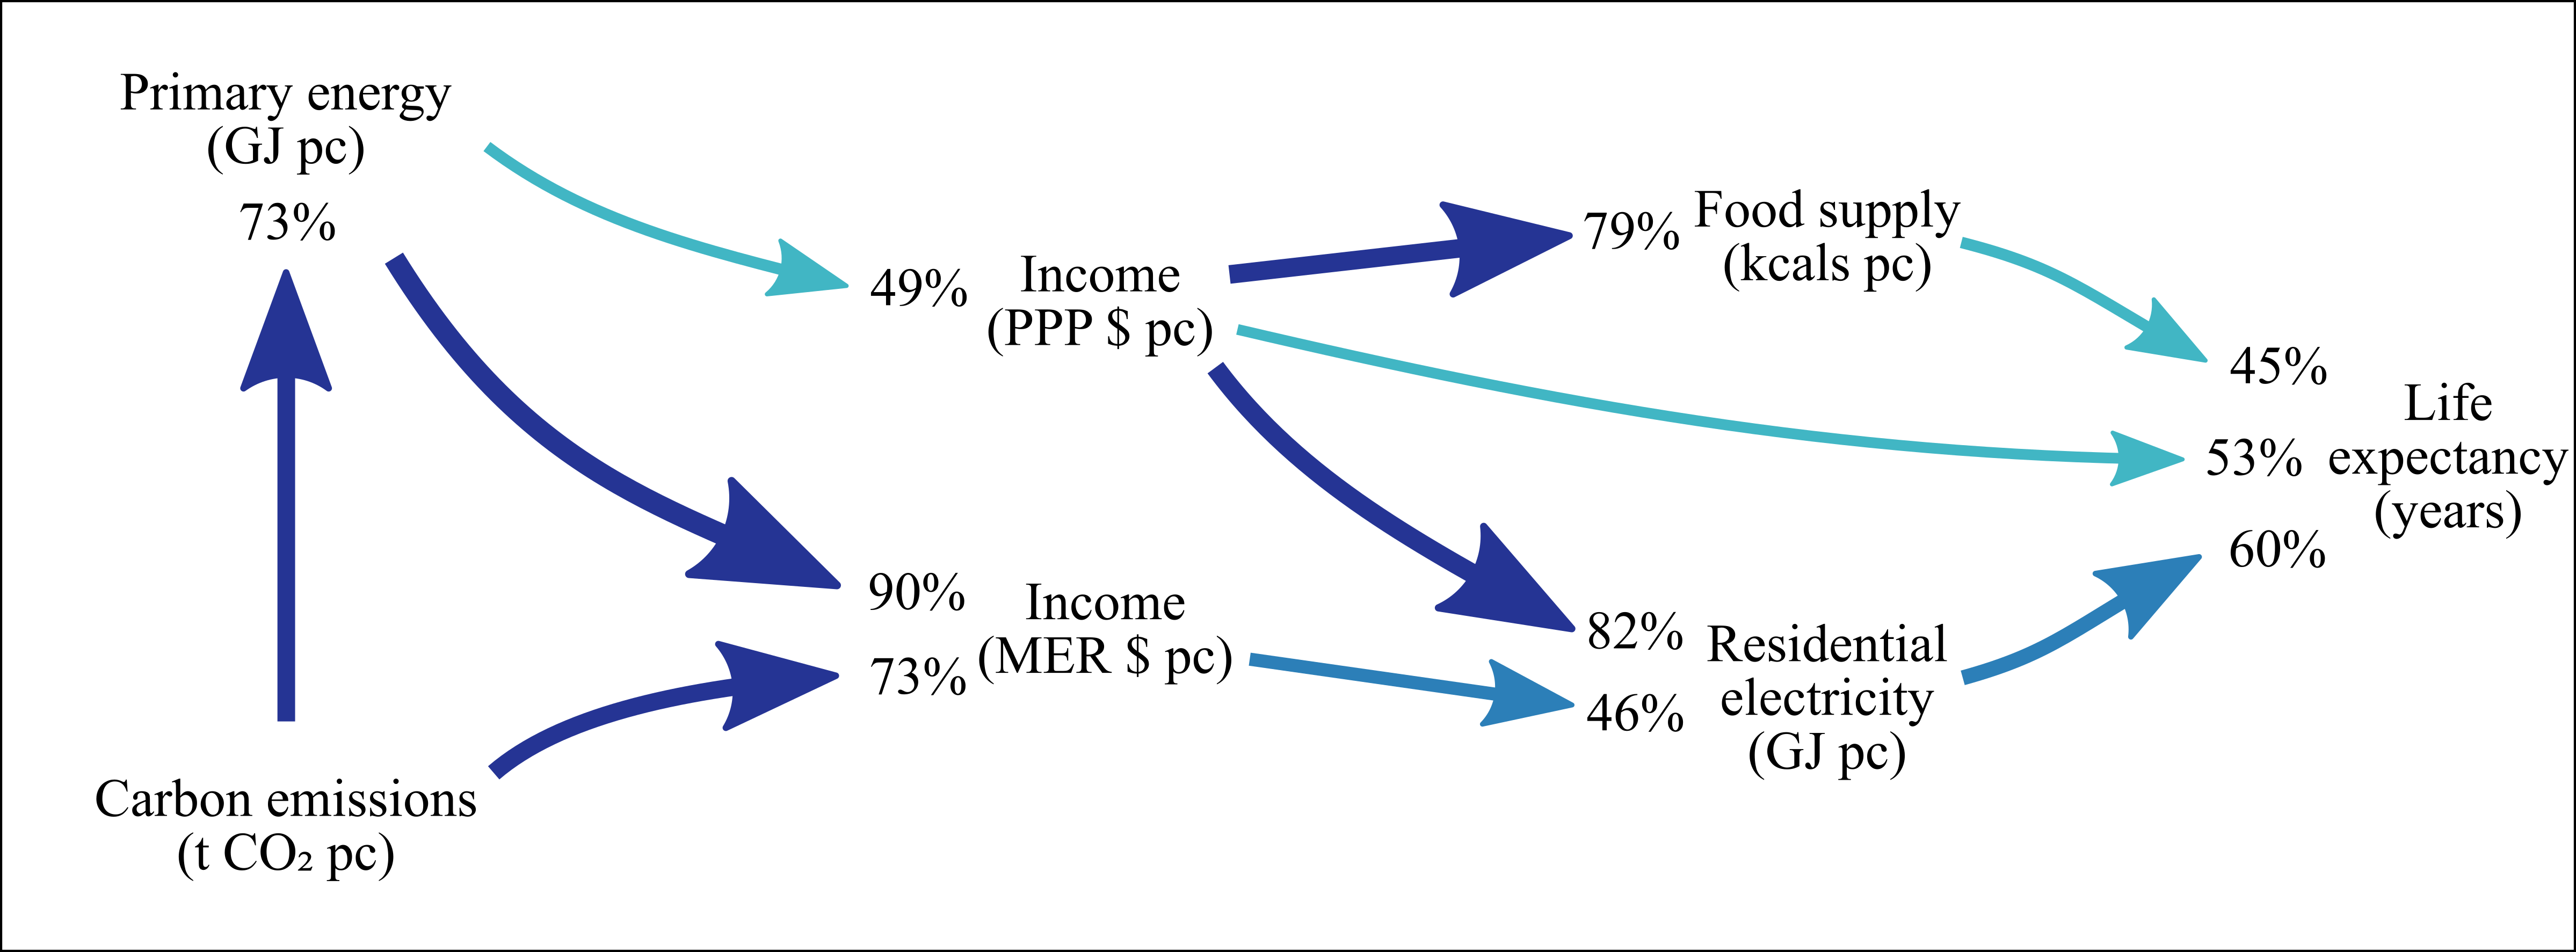 Primary energy
(GJ pc)
73%
49%
Income
(PPP $ pc)
79%
Food supply
(kcals pc)
45%
53%
60%
Life
expectancy
(years)
90%
73%
Income
(MER $ pc)
82%
46%
Residential
electricity
(GJ pc)
Carbon emissions
(t CO₂ pc)